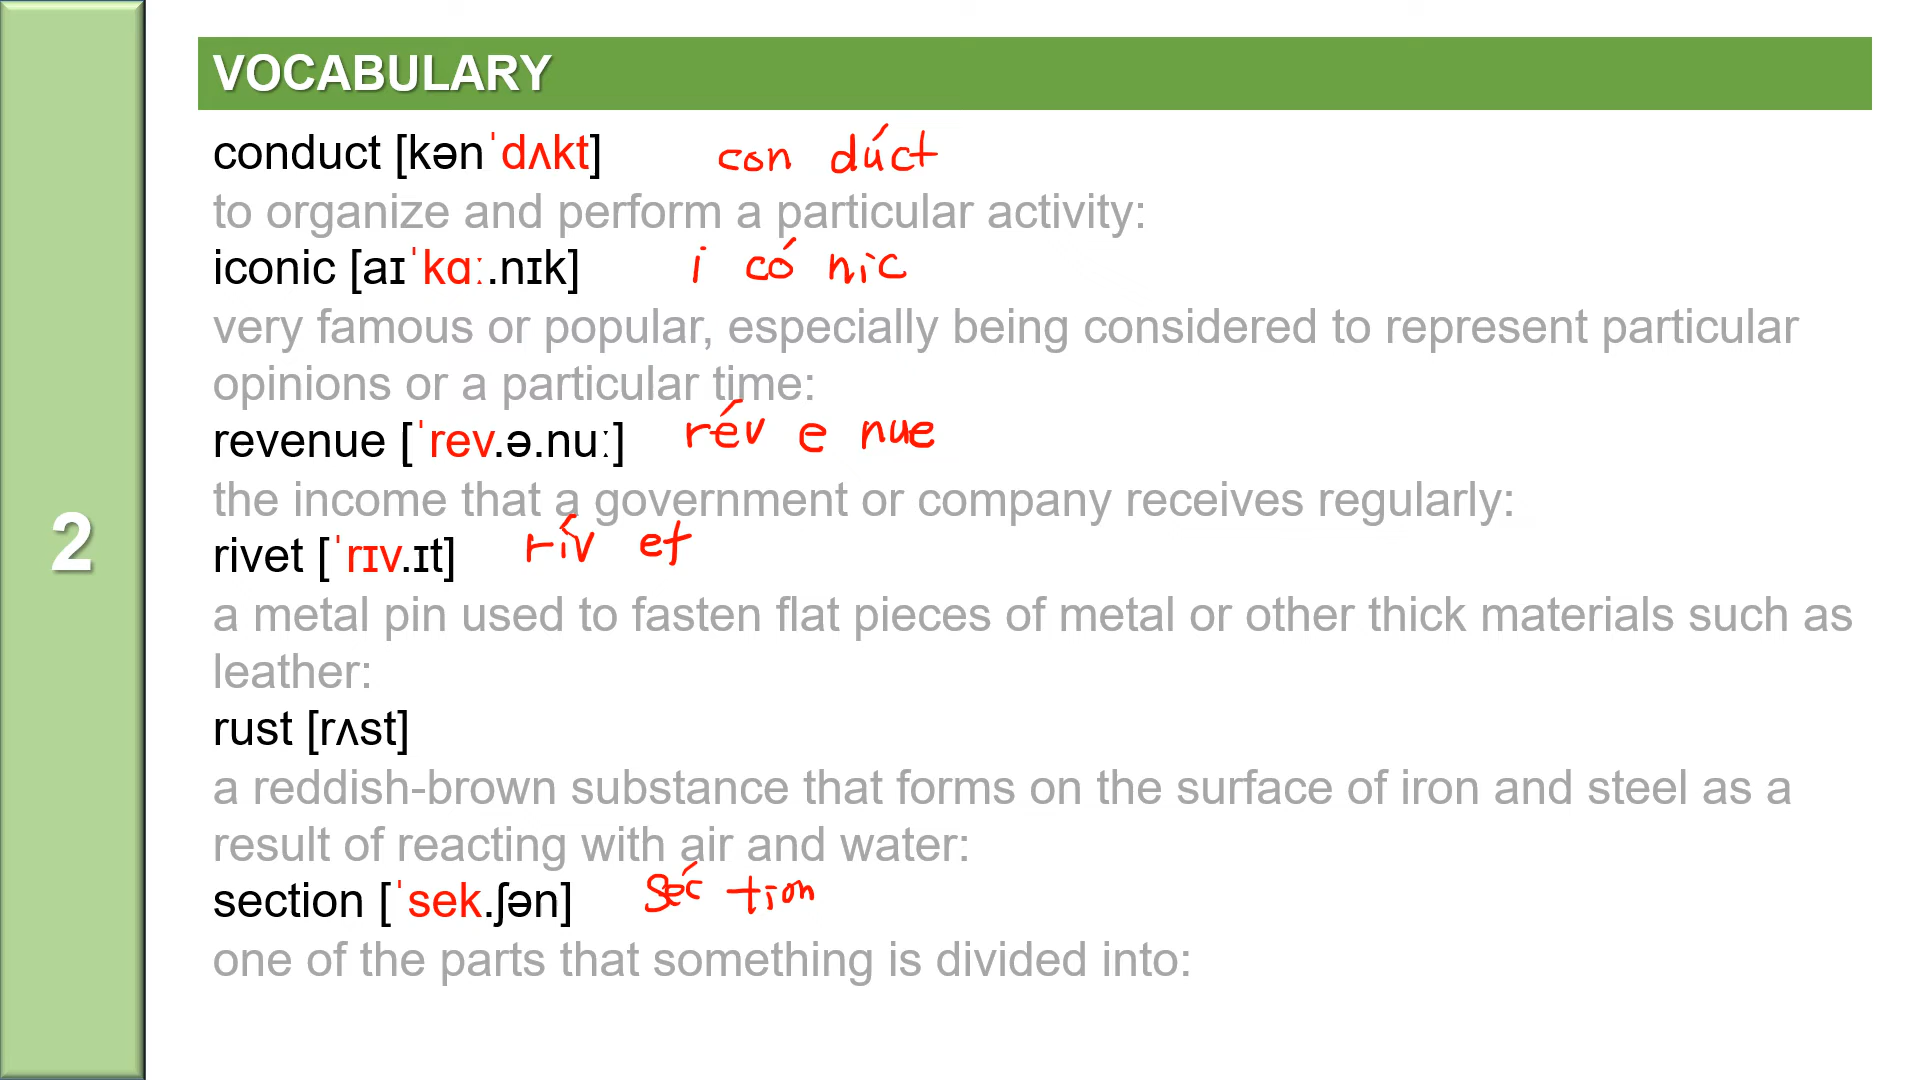 VOCABULARY
conduct [kənˈdʌkt] con dúct
to organize and perform a particular activity:
iconic [aɪˈkɑː.nɪk] i có nic
very famous or popular, especially being considered to represent particular
opinions or a particular time:
revenue [ˈrev.ə.nuː] rév e nue
the income that a government or company receives regularly:
2
rivet [ˈrɪv.ɪt] rív et
a metal pin used to fasten flat pieces of metal or other thick materials such as
leather:
rust [rʌst]
a reddish-brown substance that forms on the surface of iron and steel as a
result of reacting with air and water:
section [ˈsek.ʃən] séc tion
one of the parts that something is divided into: